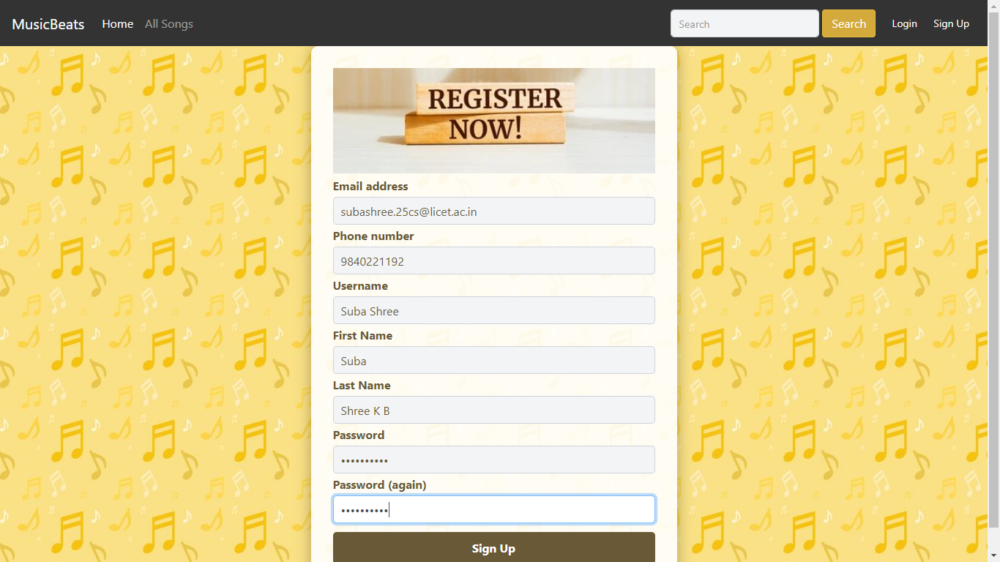 MusicBeats Home All Songs Search Search Login Sign Up
REGISTER
NOW!
Email address
subashree.25cs@licet.ac.in
Phone number
9840221192
Username
Suba Shree
First Name
Suba
Last Name
Shree K B
Password
••••••••••
Password (again)
••••••••••
Sign Up